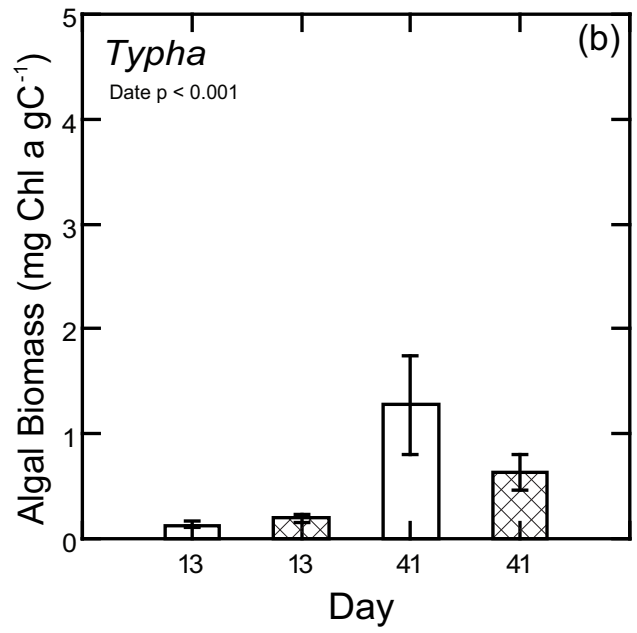 (b)
Typha
Date p < 0.001
Algal Biomass (mg Chl a gC⁻¹)
5
4
3
2
1
0
13 13 41 41
Day